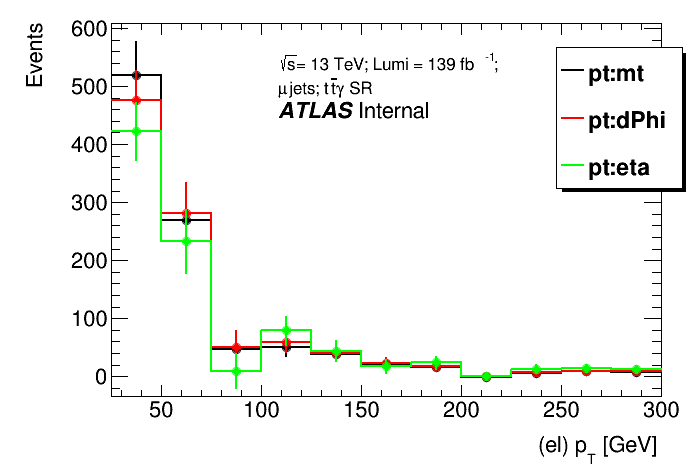 Events
600
500
400
300
200
100
0
√s= 13 TeV; Lumi = 139 fb⁻¹;
μjets; tt̄γ SR
ATLAS Internal
pt:mt
pt:dPhi
pt:eta
50 100 150 200 250 300
(el) p_T [GeV]